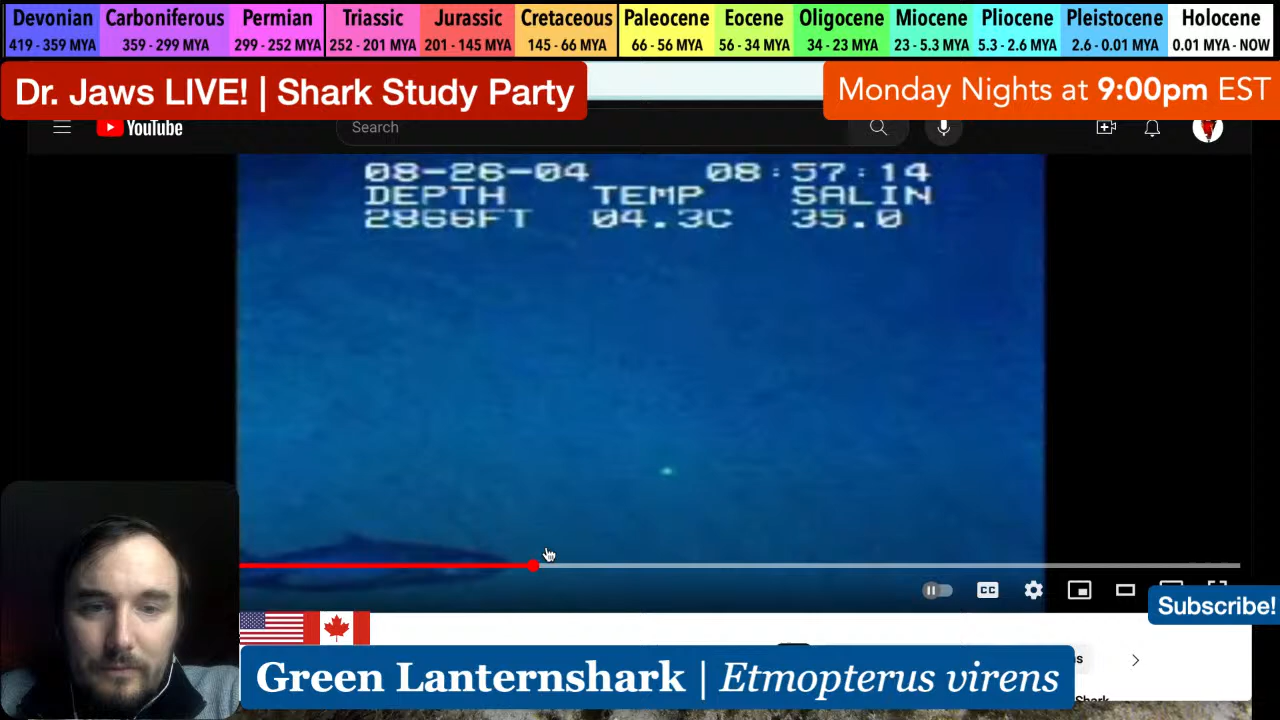 Devonian Carboniferous Permian Triassic Jurassic Cretaceous Paleocene Eocene Oligocene Miocene Pliocene Pleistocene Holocene
419 - 359 MYA 359 - 299 MYA 299 - 252 MYA 252 - 201 MYA 201 - 145 MYA 145 - 66 MYA 66 - 56 MYA 56 - 34 MYA 34 - 23 MYA 23 - 5.3 MYA 5.3 - 2.6 MYA 2.6 - 0.01 MYA 0.01 MYA - NOW
Dr. Jaws LIVE! | Shark Study Party
Monday Nights at 9:00pm EST
YouTube
Search
08-26-04 08:57:14
DEPTH TEMP SALIN
2866FT 04.3C 35.0
CC
Subscribe!
Green Lanternshark | Etmopterus virens
Shark